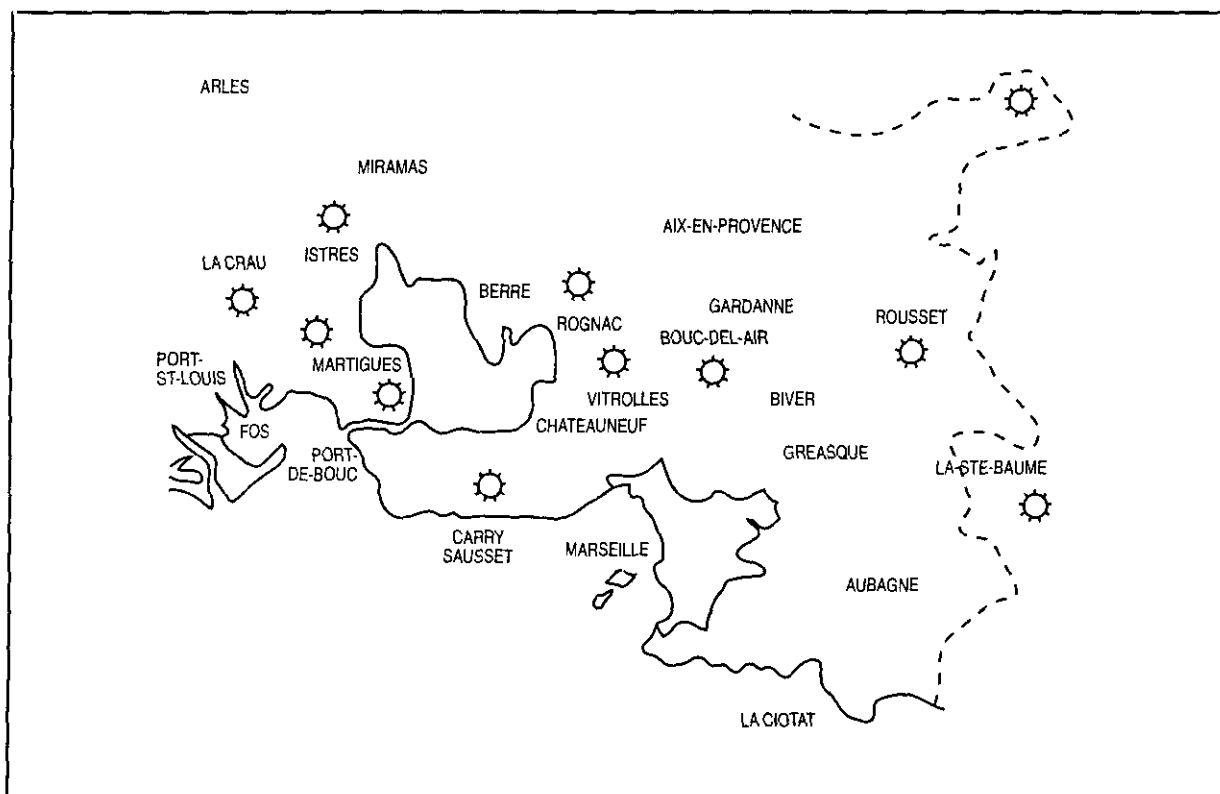 ARLES
MIRAMAS
AIX-EN-PROVENCE
ISTRES
LA CRAU
BERRE
ROGNAC
GARDANNE
BOUC-DEL-AIR
ROUSSET
PORT-
ST-LOUIS
MARTIGUES
VITROLLES
BIVER
CHATEAUNEUF
FOS
PORT-
DE-BOUC
GREASQUE
LA-STE-BAUME
CARRY
SAUSSET
MARSEILLE
AUBAGNE
LA CIOTAT